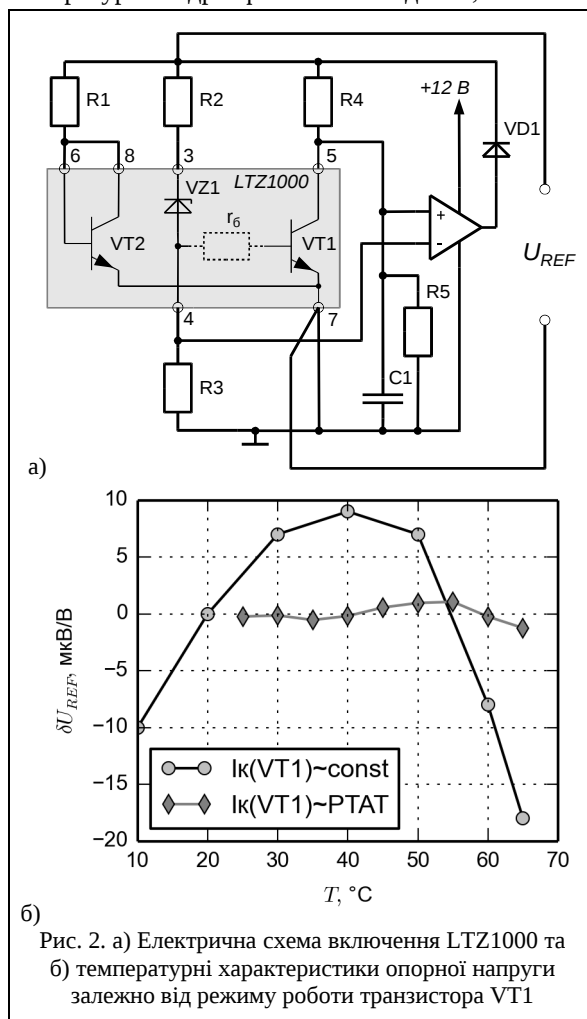 R1
R2
R4
+12 В
VD1
6
8
3
5
LTZ1000
VZ1
rб
VT2
VT1
+
-
UREF
R5
4
7
R3
C1
а)
10
5
0
−5
−10
−15
−20
δUREF, мкВ/В
Iк(VT1)~const
Iк(VT1)~PTAT
10
20
30
40
50
60
70
T, °C
б)
Рис. 2. а) Електрична схема включення LTZ1000 та
б) температурні характеристики опорної напруги
залежно від режиму роботи транзистора VT1